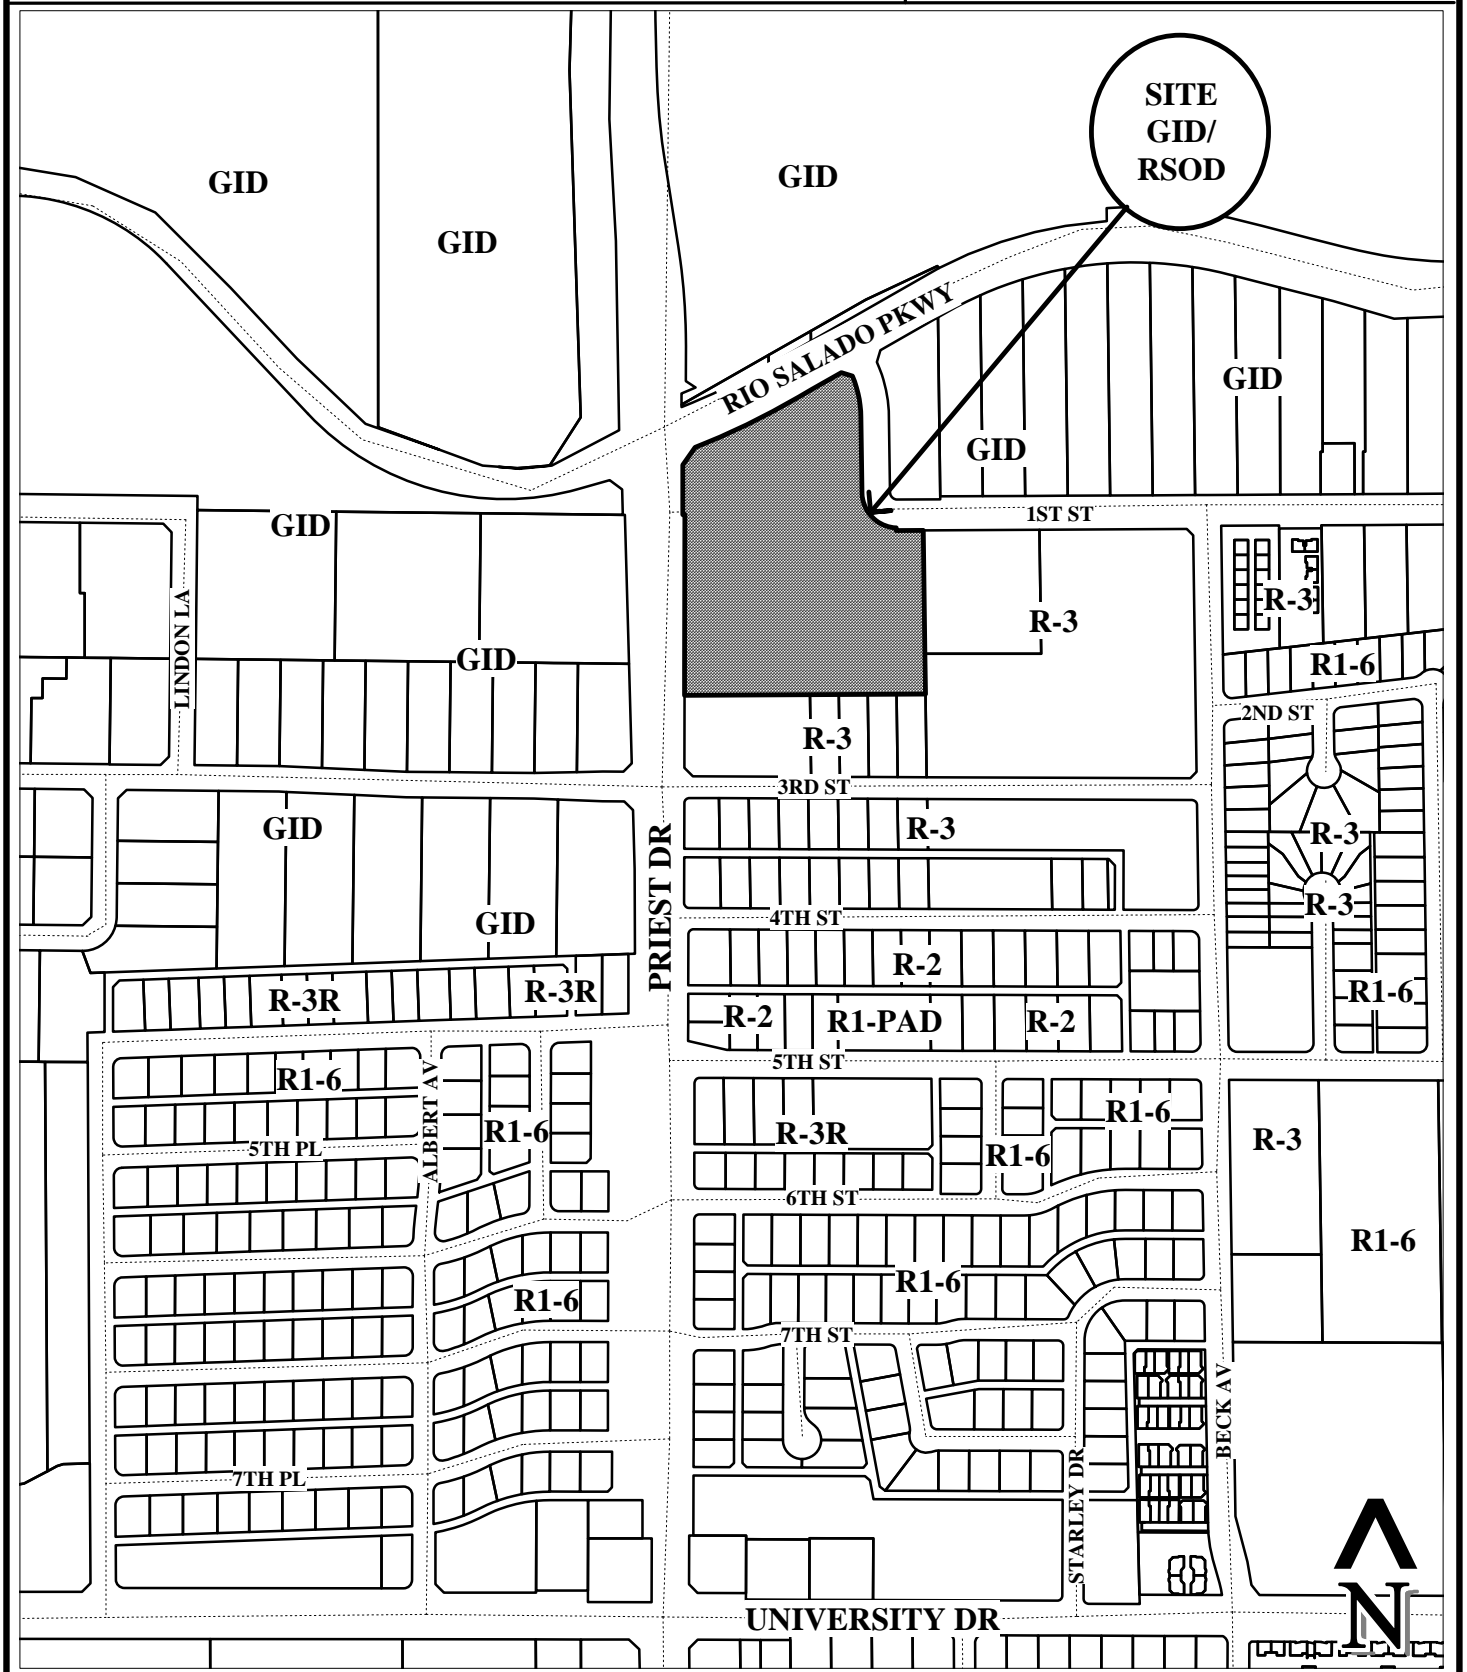 SITE
GID/
RSOD
GID
GID
GID
RIO SALADO PKWY
GID
GID
GID
1ST ST
LINDON LA
R-3
R-3
GID
R1-6
2ND ST
R-3
3RD ST
GID
R-3
R-3
PRIEST DR
4TH ST
R-3
GID
R-2
R-3R
R-3R
R1-6
R-2
R1-PAD
R-2
5TH ST
R1-6
ALBERT AV
R1-6
R-3R
R1-6
R1-6
R-3
5TH PL
6TH ST
R1-6
R1-6
R1-6
7TH ST
BECK AV
STARLEY DR
7TH PL
N
UNIVERSITY DR